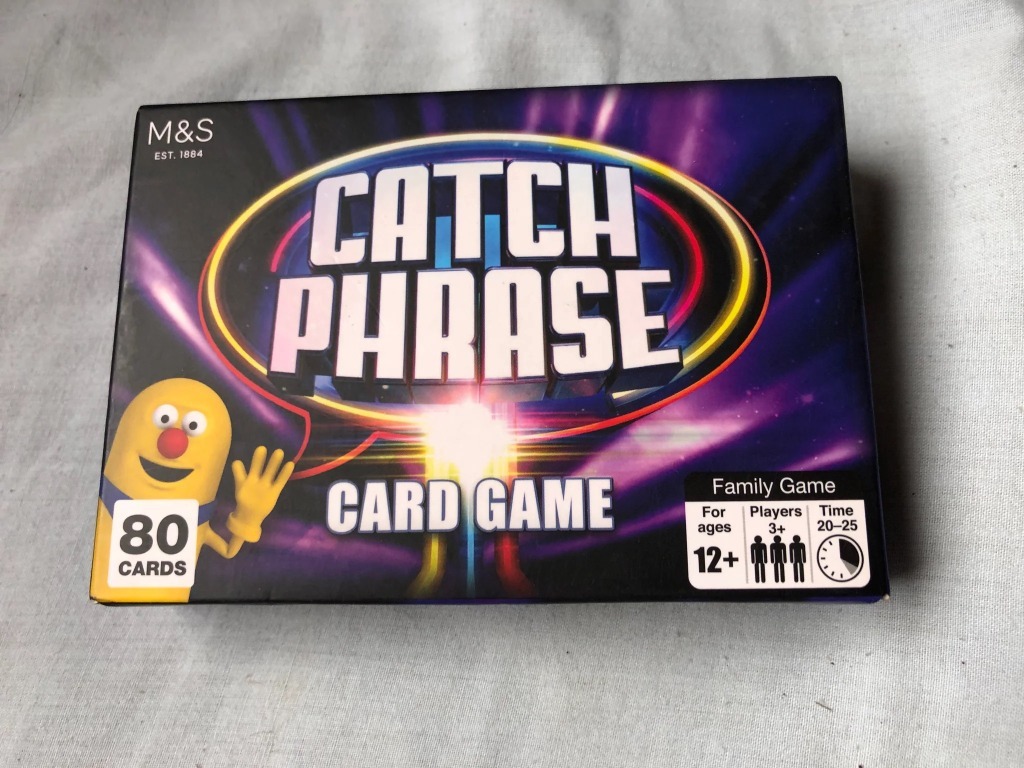 M&S
EST. 1884
CATCH
PHRASE
CARD GAME
80
CARDS
Family Game
For
ages
12+
Players
3+
Time
20–25